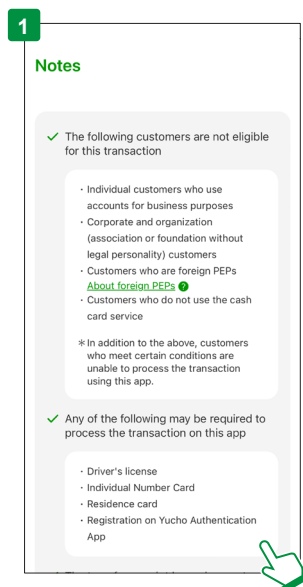 1
Notes
✓ The following customers are not eligible
for this transaction
・Individual customers who use
accounts for business purposes
・Corporate and organization
(association or foundation without
legal personality) customers
・Customers who are foreign PEPs
About foreign PEPs ?
・Customers who do not use the cash
card service
＊In addition to the above, customers
who meet certain conditions are
unable to process the transaction
using this app.
✓ Any of the following may be required to
process the transaction on this app
・Driver's license
・Individual Number Card
・Residence card
・Registration on Yucho Authentication
App